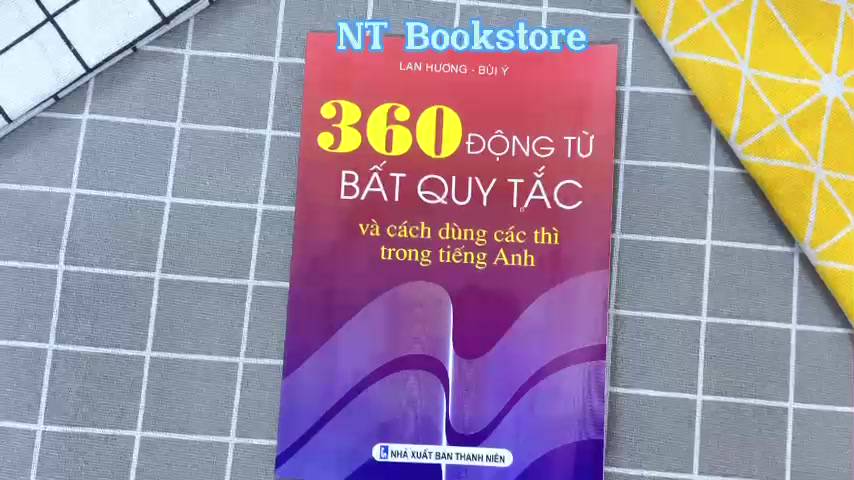 NT Bookstore
LAN HƯƠNG - BÙI Ý
360 ĐỘNG TỪ
BẤT QUY TẮC
và cách dùng các thì
trong tiếng Anh
NHÀ XUẤT BẢN THANH NIÊN